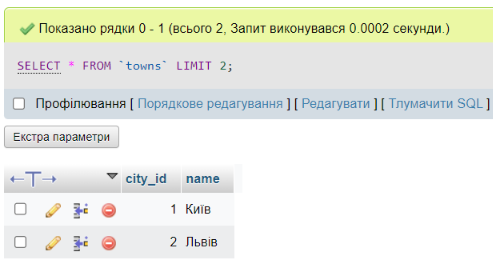 Показано рядки 0 - 1 (всього 2, Запит виконувався 0.0002 секунди.)
SELECT * FROM `towns` LIMIT 2;
Профілювання [ Порядкове редагування ] [ Редагувати ] [ Тлумачити SQL ]
Екстра параметри
city_id name
1 Київ
2 Львів